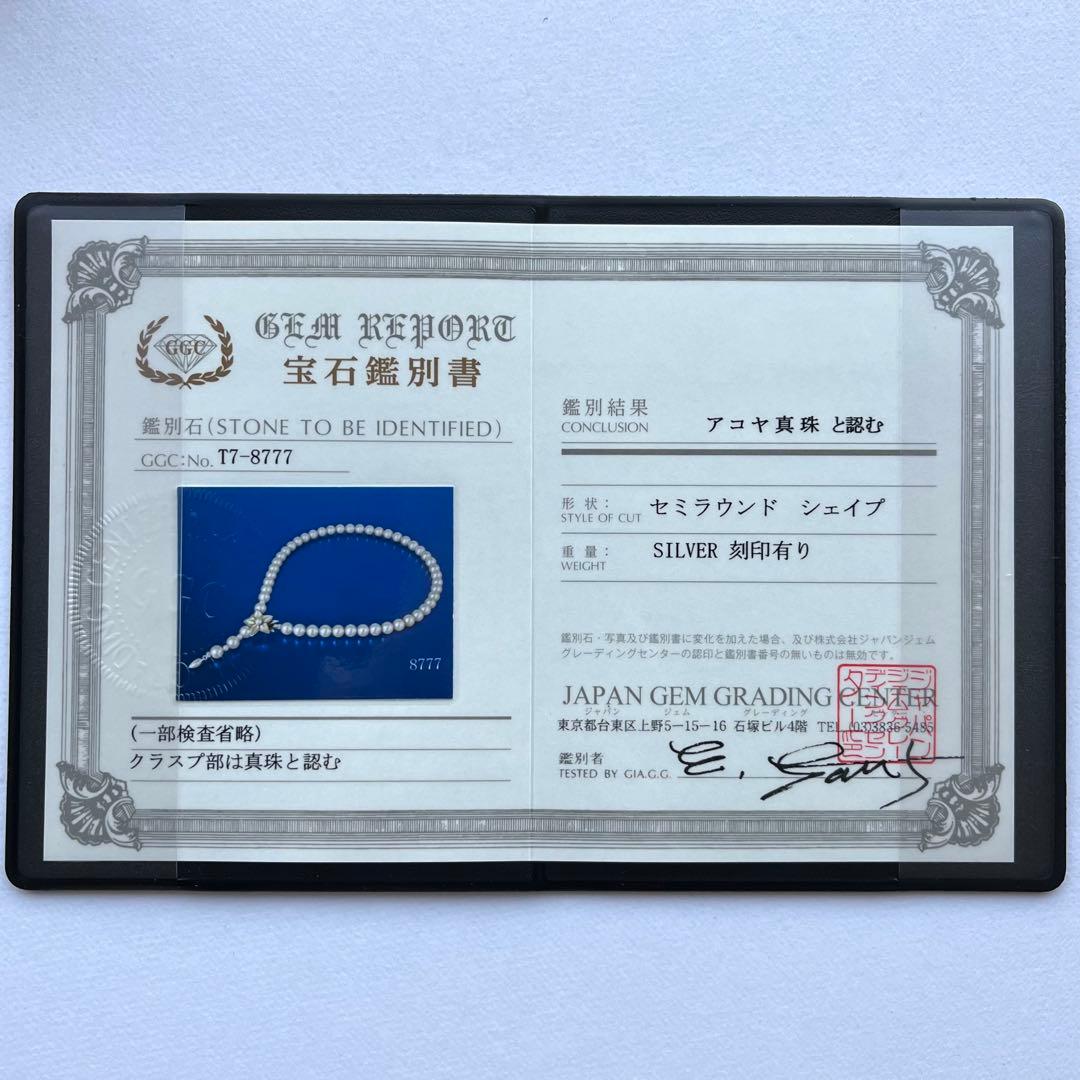 GGC
GEM REPORT
宝石鑑別書
鑑別石(STONE TO BE IDENTIFIED)
GGC:No. T7-8777
8777
(一部検査省略)
クラスプ部は真珠と認む
鑑別結果
CONCLUSION
アコヤ真珠 と認む
形状:
STYLE OF CUT
セミラウンド シェイプ
重量:
WEIGHT
SILVER 刻印有り
鑑別石・写真及び鑑別書に変化を加えた場合、及び株式会社ジャパンジェム
グレーディングセンターの認印と鑑別書番号の無いものは無効です。
JAPAN GEM GRADING CENTER
ジャパン ジェム グレーディング
東京都台東区上野5-15-16 石塚ビル4階 TEL (03)3836-5485
鑑別者
TESTED BY GIA.G.G.